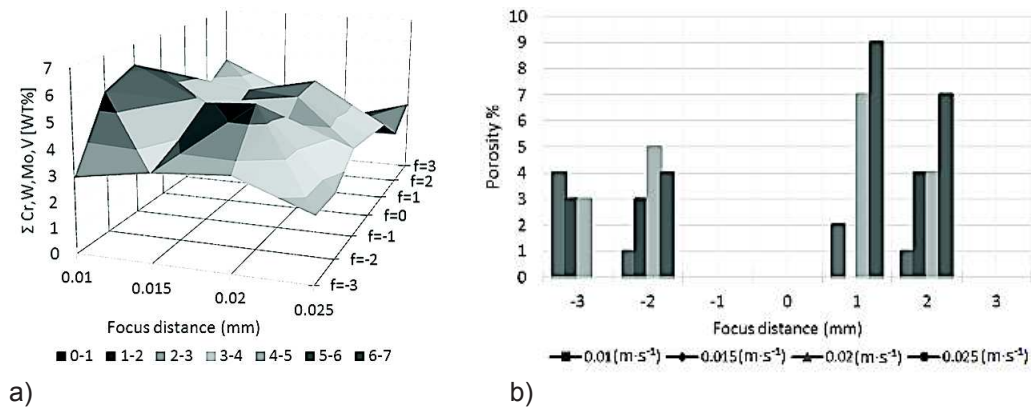 Σ Cr,W,Mo,V [WT%]
7
6
5
4
3
2
1
0
0.01
0.015
0.02
0.025
f=3
f=2
f=1
f=0
f=-1
f=-2
f=-3
Focus distance (mm)
0-1 1-2 2-3 3-4 4-5 5-6 6-7
a)
Porosity %
10
9
8
7
6
5
4
3
2
1
0
-3 -2 -1 0 1 2 3
Focus distance (mm)
0.01 (m·s⁻¹) 0.015(m·s⁻¹) 0.02 (m·s⁻¹) 0.025 (m·s⁻¹)
b)